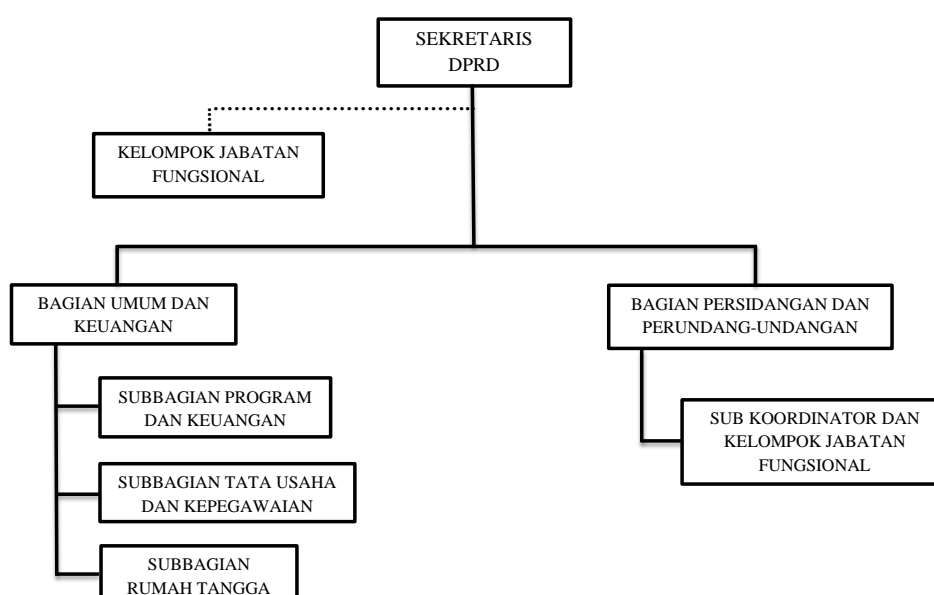 SEKRETARIS
DPRD
KELOMPOK JABATAN
FUNGSIONAL
BAGIAN UMUM DAN
KEUANGAN
BAGIAN PERSIDANGAN DAN
PERUNDANG-UNDANGAN
SUBBAGIAN PROGRAM
DAN KEUANGAN
SUB KOORDINATOR DAN
KELOMPOK JABATAN
FUNGSIONAL
SUBBAGIAN TATA USAHA
DAN KEPEGAWAIAN
SUBBAGIAN
RUMAH TANGGA